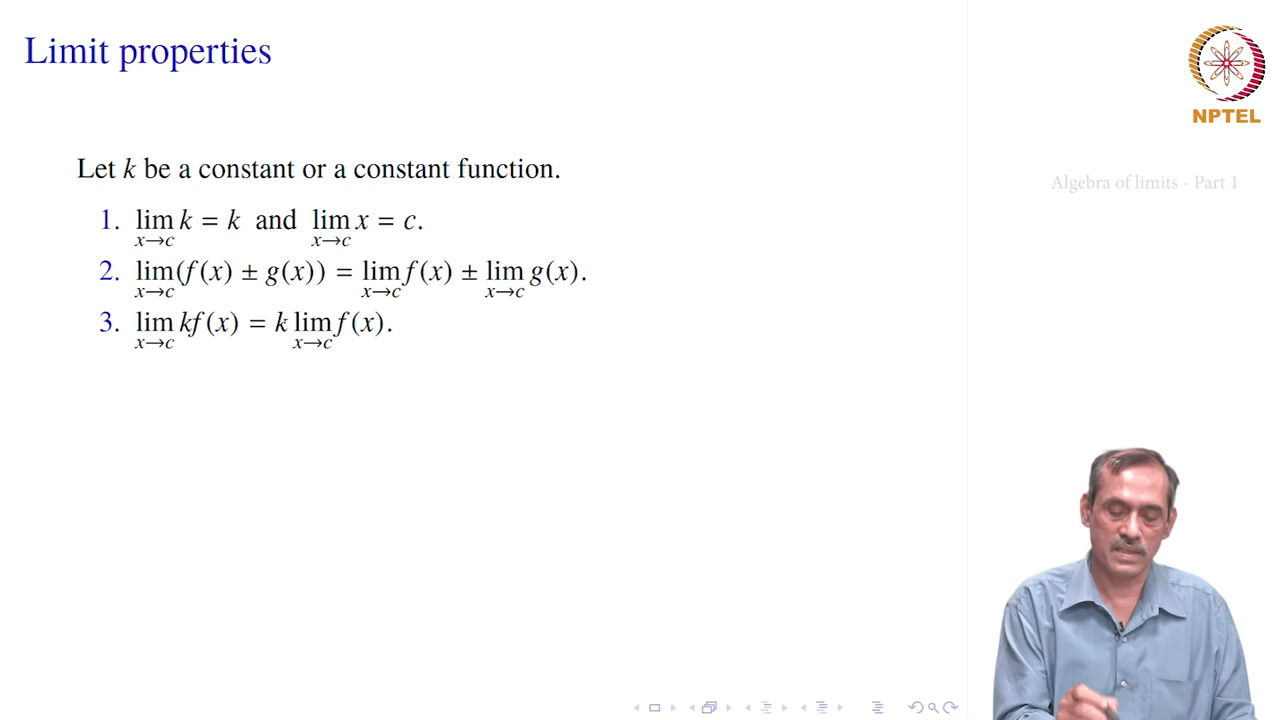 Limit properties
NPTEL
Algebra of limits - Part 1
Let k be a constant or a constant function.
1. lim_{x→c} k = k and lim_{x→c} x = c.
2. lim_{x→c} (f(x) ± g(x)) = lim_{x→c} f(x) ± lim_{x→c} g(x).
3. lim_{x→c} kf(x) = k lim_{x→c} f(x).